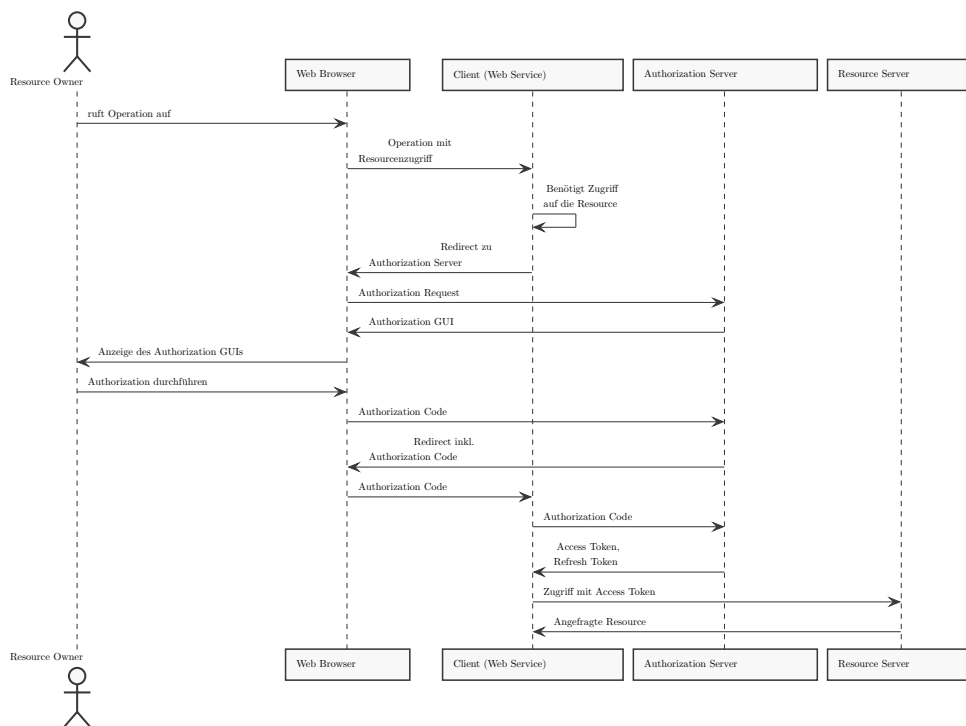 Resource Owner
Web Browser
Client (Web Service)
Authorization Server
Resource Server
ruft Operation auf
Operation mit
Resourcenzugriff
Benötigt Zugriff
auf die Resource
Redirect zu
Authorization Server
Authorization Request
Authorization GUI
Anzeige des Authorization GUIs
Authorization durchführen
Authorization Code
Redirect inkl.
Authorization Code
Authorization Code
Authorization Code
Access Token,
Refresh Token
Zugriff mit Access Token
Angefragte Resource
Resource Owner
Web Browser
Client (Web Service)
Authorization Server
Resource Server